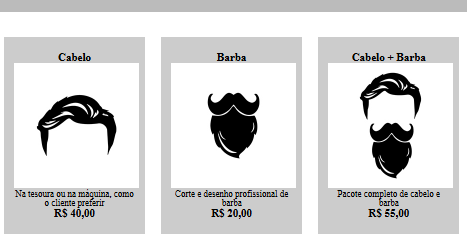 Cabelo
Na tesoura ou na máquina, como
o cliente preferir
R$ 40,00
Barba
Corte e desenho profissional de
barba
R$ 20,00
Cabelo + Barba
Pacote completo de cabelo e
barba
R$ 55,00